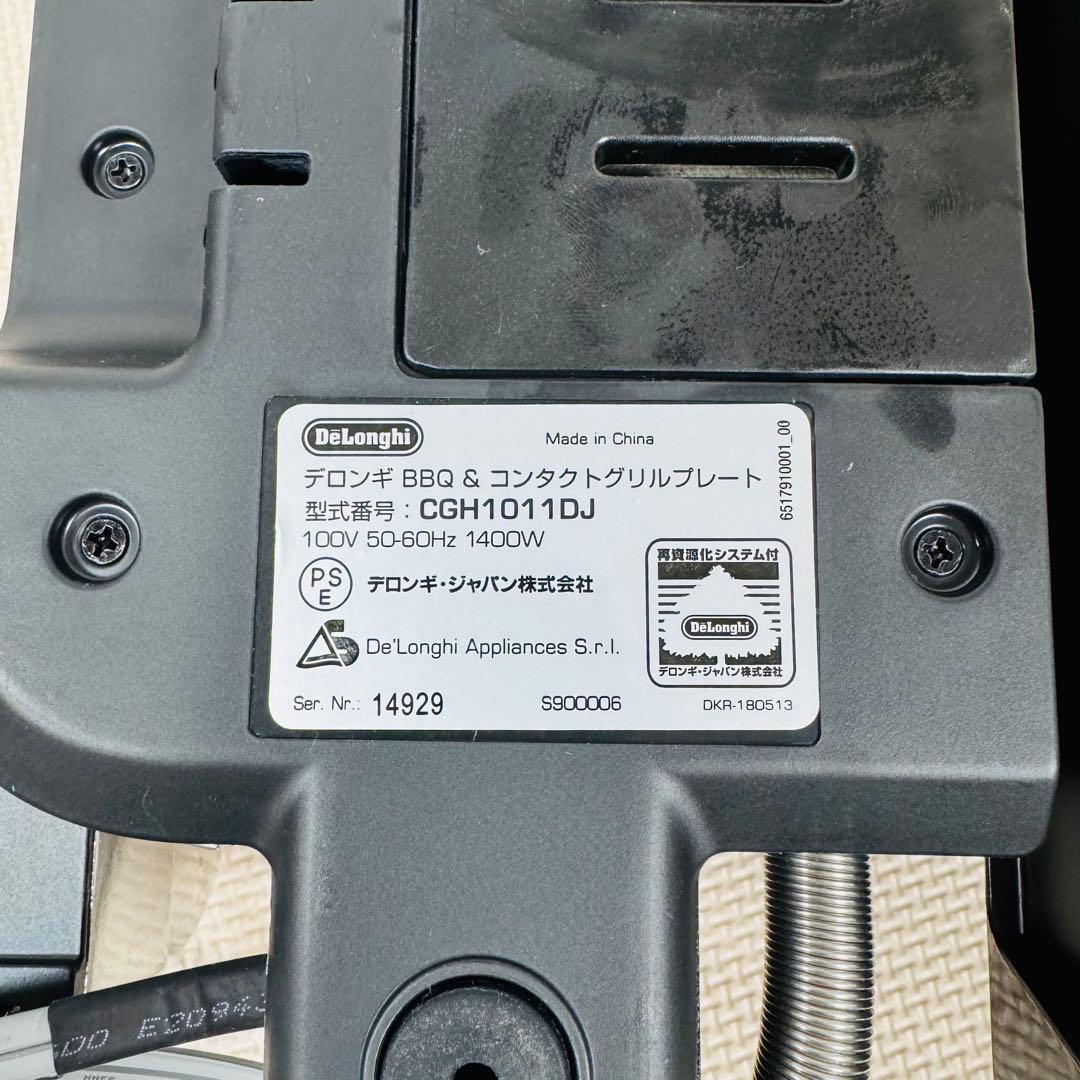 DēLonghi
Made in China
デロンギ BBQ & コンタクトグリルプレート
型式番号 : CGH1011DJ
100V 50-60Hz 1400W
6517910001_00
PS
E
デロンギ・ジャパン株式会社
De'Longhi Appliances S.r.l.
再資源化システム付
DēLonghi
デロンギ・ジャパン株式会社
Ser. Nr.: 14929
S900006
DKR-180513